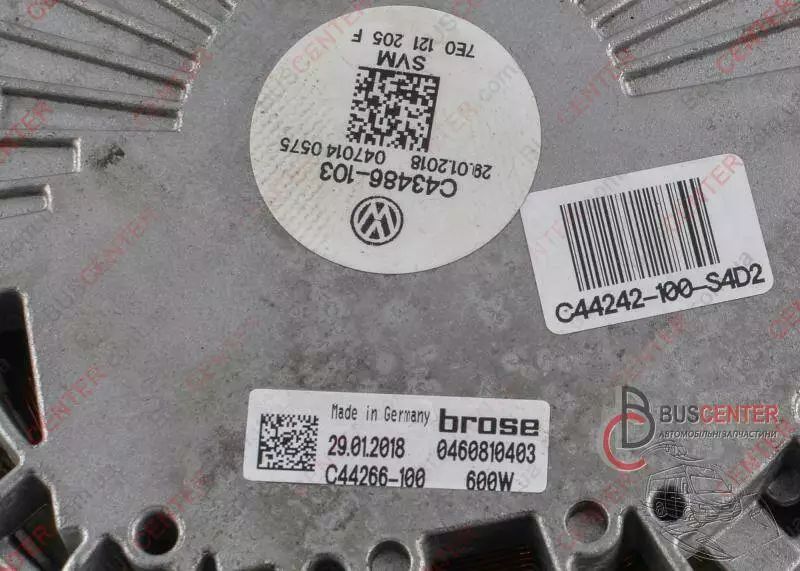 7E0 121 205 F
SVM
29.01.2018 047014 0575
C43486-103
C44242-100-S4D2
Made in Germany brose
29.01.2018 0460810403
C44266-100 600W
BUSCENTER
АВТОМОБІЛЬНІ ЗАПЧАСТИНИ